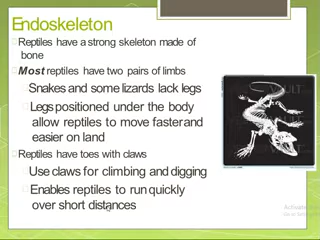 Endoskeleton
Reptiles have a strong skeleton made of
bone
Most reptiles have two pairs of limbs
Snakes and some lizards lack legs
Legs positioned under the body
allow reptiles to move faster and
easier on land
Reptiles have toes with claws
Use claws for climbing and digging
Enables reptiles to run quickly
over short distances
Activate